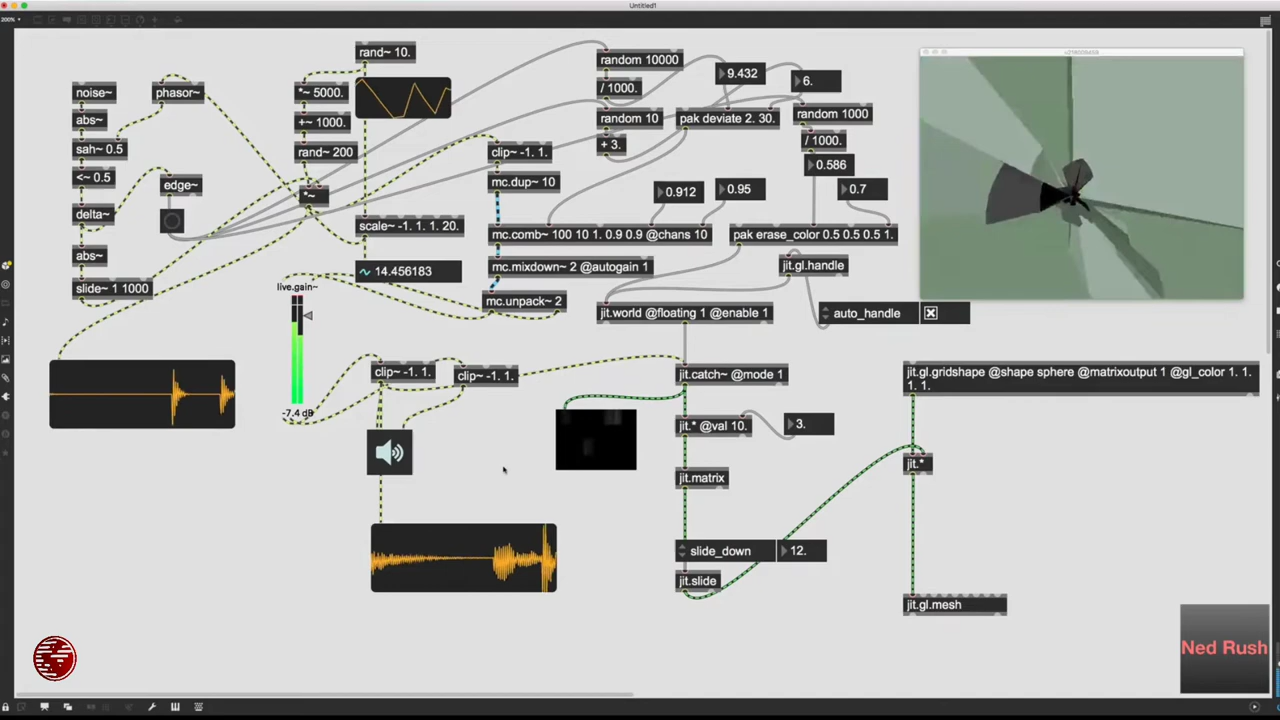 Untitled1
200%
rand~ 10.
random 10000
9.432
6.
noise~
phasor~
*~ 5000.
/ 1000.
abs~
+~ 1000.
random 10
pak deviate 2. 30.
random 1000
sah~ 0.5
rand~ 200
clip~ -1. 1.
+ 3.
/ 1000.
0.586
<~ 0.5
edge~
*~
mc.dup~ 10
0.912
0.95
0.7
delta~
scale~ -1. 1. 1. 20.
mc.comb~ 100 10 1. 0.9 0.9 @chans 10
pak erase_color 0.5 0.5 0.5 1.
abs~
14.456183
mc.mixdown~ 2 @autogain 1
jit.gl.handle
slide~ 1 1000
live.gain~
mc.unpack~ 2
jit.world @floating 1 @enable 1
auto_handle
clip~ -1. 1.
clip~ -1. 1.
jit.catch~ @mode 1
jit.gl.gridshape @shape sphere @matrixoutput 1 @gl_color 1. 1.
1. 1.
-7.4 dB
jit.* @val 10.
3.
jit.*
jit.matrix
slide_down
12.
jit.slide
jit.gl.mesh
Ned Rush